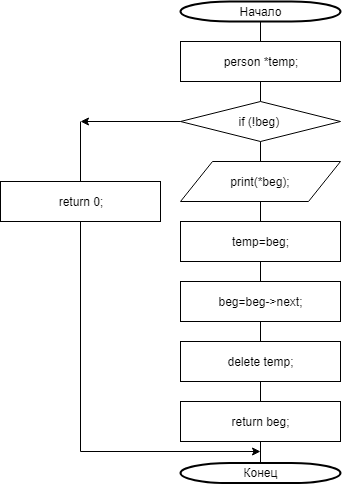 Начало
person *temp;
if (!beg)
print(*beg);
return 0;
temp=beg;
beg=beg->next;
delete temp;
return beg;
Конец